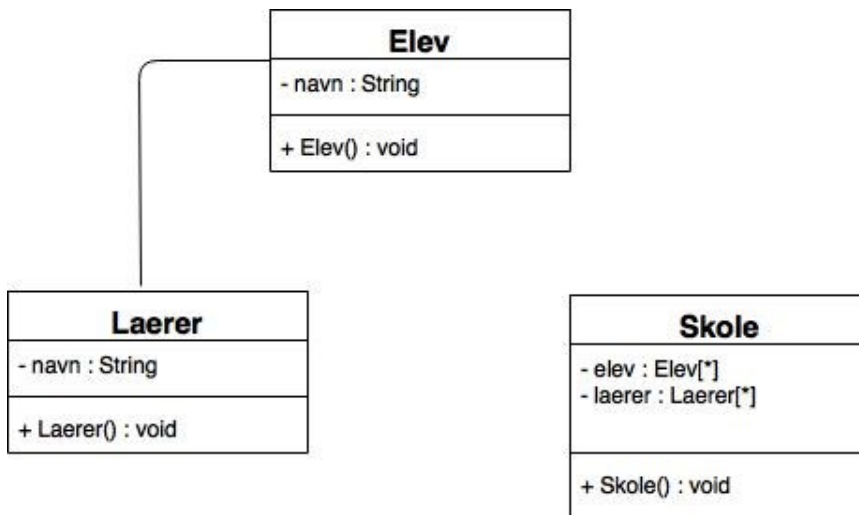 Elev
- navn : String
+ Elev() : void
Laerer
- navn : String
+ Laerer() : void
Skole
- elev : Elev[*]
- laerer : Laerer[*]
+ Skole() : void